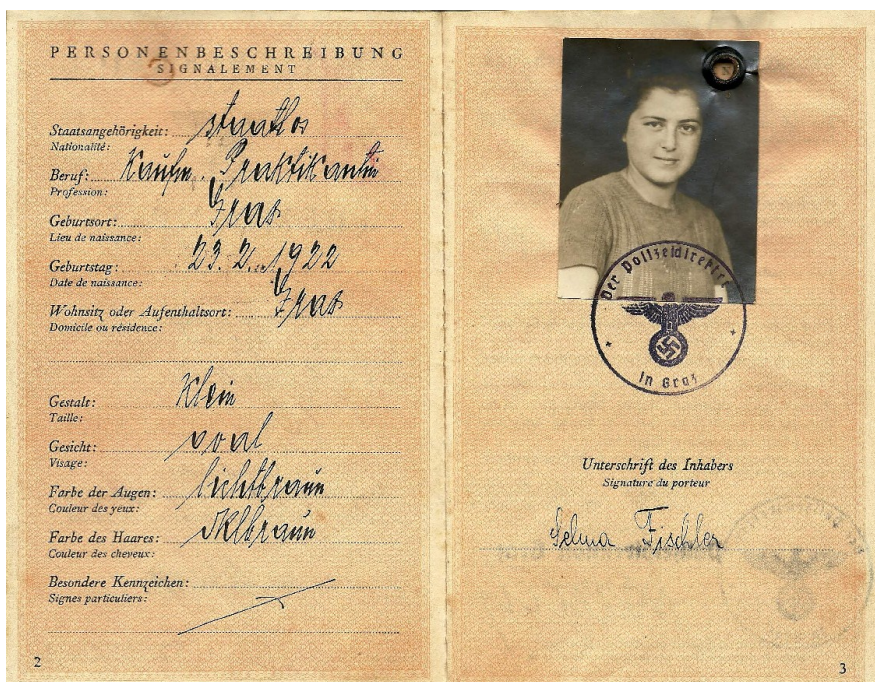 PERSONENBESCHREIBUNG
SIGNALEMENT
Staatsangehörigkeit: staatlos
Nationalité:
Beruf: Kaufm. Praktikantin
Profession:
Geburtsort: Graz
Lieu de naissance:
Geburtstag: 23. 2. 1922
Date de naissance:
Wohnsitz oder Aufenthaltsort: Graz
Domicile ou résidence:
Gestalt: klein
Taille:
Gesicht: oval
Visage:
Farbe der Augen: lichtbraun
Couleur des yeux:
Farbe des Haares: dklbraun
Couleur des cheveux:
Besondere Kennzeichen:
Signes particuliers:
2
Der Polizeidirektor
in Graz
Unterschrift des Inhabers
Signature du porteur
Selma Fischler
3